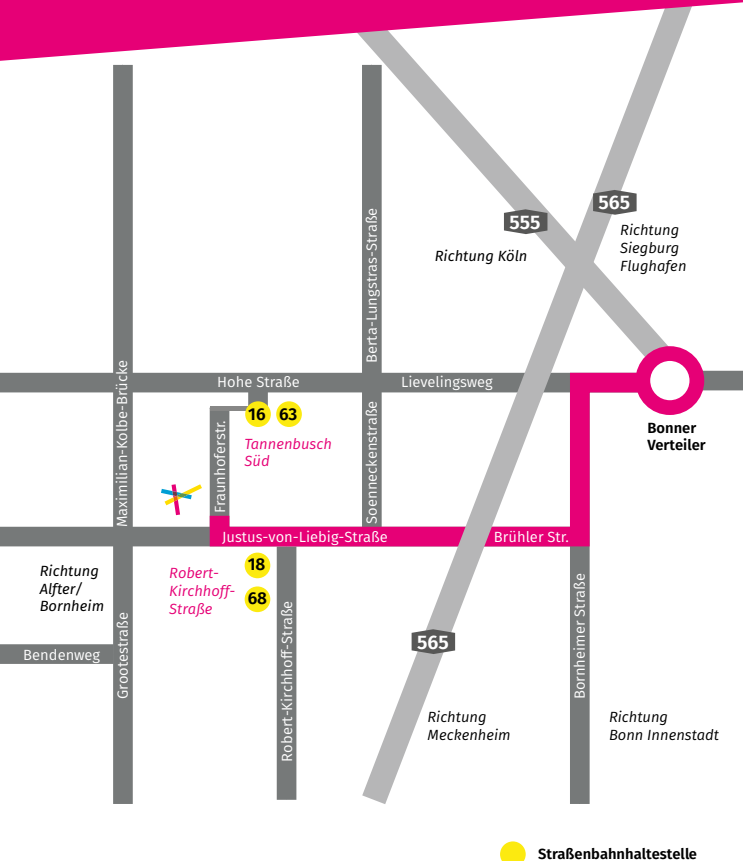 565
555
Richtung
Siegburg
Flughafen
Richtung Köln
Berta-Lungstras-Straße
Maximilian-Kolbe-Brücke
Hohe Straße
Lievelingsweg
16
63
Tannenbusch
Süd
Fraunhoferstr.
Soenneckenstraße
Bonner
Verteiler
Justus-von-Liebig-Straße
Brühler Str.
Richtung
Alfter/
Bornheim
Robert-
Kirchhoff-
Straße
18
68
Grootestraße
Bendenweg
Robert-Kirchhoff-Straße
Bornheimer Straße
565
Richtung
Meckenheim
Richtung
Bonn Innenstadt
Straßenbahnhaltestelle